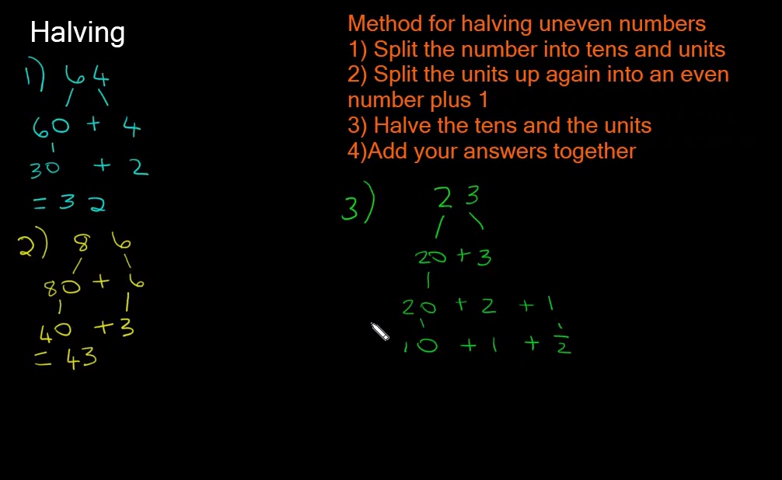 Halving
1) 64
60 + 4
30 + 2
= 32
2) 86
80 + 6
40 + 3
= 43
Method for halving uneven numbers
1) Split the number into tens and units
2) Split the units up again into an even
number plus 1
3) Halve the tens and the units
4)Add your answers together
3) 23
20 + 3
20 + 2 + 1
10 + 1 + 1/2